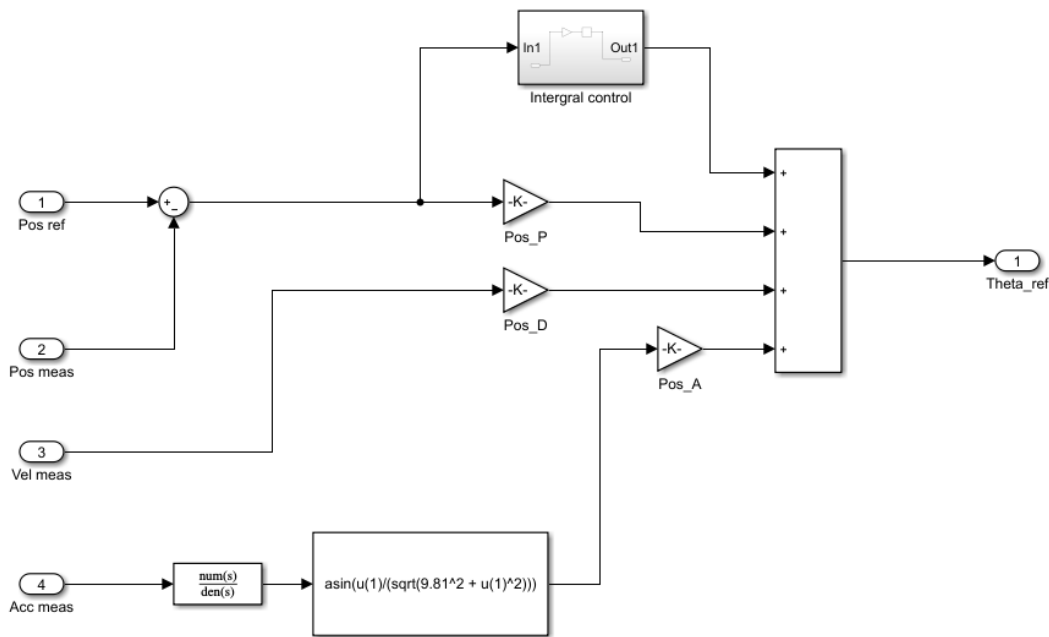 In1
Out1
Intergral control
1
Pos ref
+
_
-K-
Pos_P
-K-
Pos_D
-K-
Pos_A
+
+
+
+
1
Theta_ref
2
Pos meas
3
Vel meas
4
Acc meas
num(s)
den(s)
asin(u(1)/(sqrt(9.81^2 + u(1)^2)))